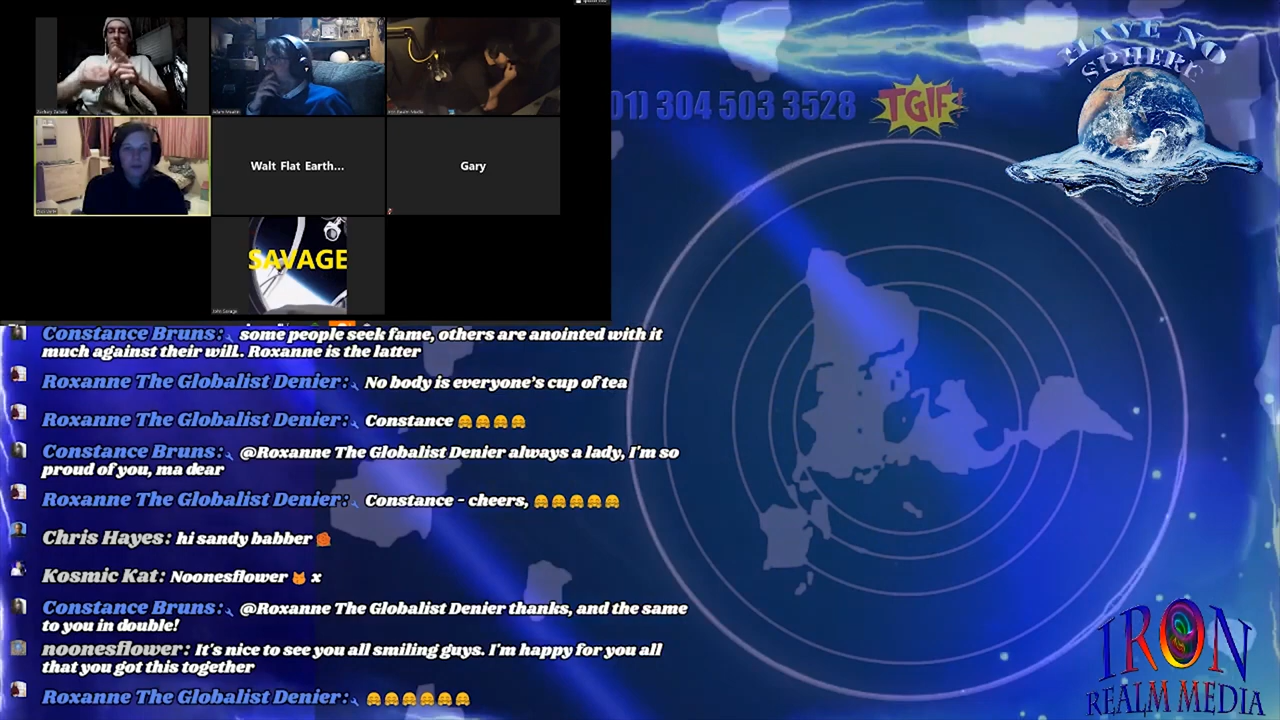 HAVE NO
SPHERE
01) 304 503 3528
TGIF
Walt Flat Earth...
Gary
SAVAGE
John Savage
Constance Bruns: some people seek fame, others are anointed with it
much against their will.. Roxanne is the latter
Roxanne The Globalist Denier: No body is everyone's cup of tea
Roxanne The Globalist Denier: Constance 🤗🤗🤗🤗
Constance Bruns: @Roxanne The Globalist Denier always a lady, I'm so
proud of you, ma dear
Roxanne The Globalist Denier: Constance - cheers, 🤗🤗🤗🤗🤗
Chris Hayes: hi sandy babber
Kosmic Kat: Noonesflower 😺 x
Constance Bruns: @Roxanne The Globalist Denier thanks, and the same
to you in double!
noonesflower: It's nice to see you all smiling guys. I'm happy for you all
that you got this together
Roxanne The Globalist Denier: 🤗🤗🤗🤗🤗🤗
IRON
REALM MEDIA